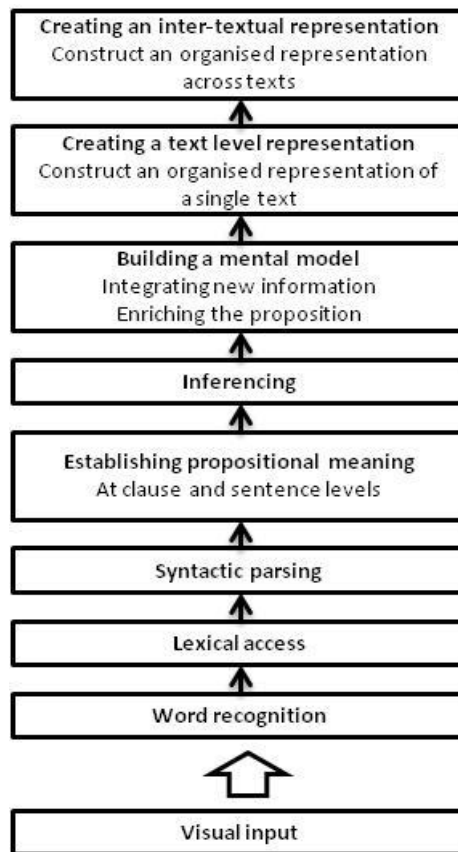 Creating an inter-textual representation
Construct an organised representation
across texts
Creating a text level representation
Construct an organised representation of
a single text
Building a mental model
Integrating new information
Enriching the proposition
Inferencing
Establishing propositional meaning
At clause and sentence levels
Syntactic parsing
Lexical access
Word recognition
Visual input